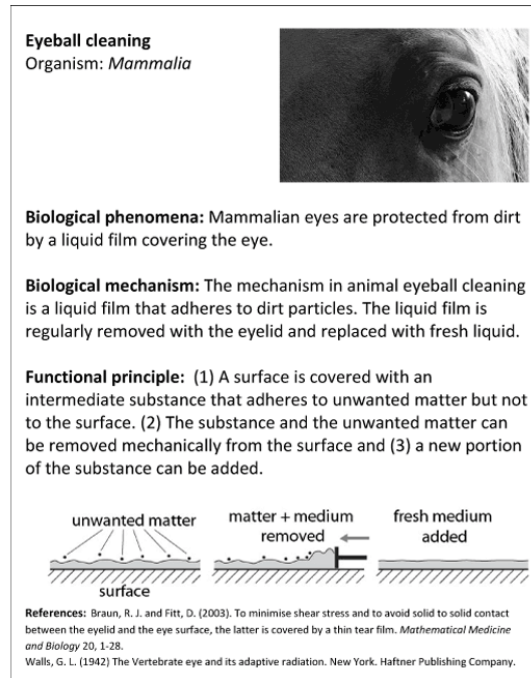 Eyeball cleaning
Organism: Mammalia
Biological phenomena: Mammalian eyes are protected from dirt
by a liquid film covering the eye.
Biological mechanism: The mechanism in animal eyeball cleaning
is a liquid film that adheres to dirt particles. The liquid film is
regularly removed with the eyelid and replaced with fresh liquid.
Functional principle: (1) A surface is covered with an
intermediate substance that adheres to unwanted matter but not
to the surface. (2) The substance and the unwanted matter can
be removed mechanically from the surface and (3) a new portion
of the substance can be added.
unwanted matter
surface
matter + medium
removed
fresh medium
added
References: Braun, R. J. and Fitt, D. (2003). To minimise shear stress and to avoid solid to solid contact
between the eyelid and the eye surface, the latter is covered by a thin tear film. Mathematical Medicine
and Biology 20, 1-28.
Walls, G. L. (1942) The Vertebrate eye and its adaptive radiation. New York. Haftner Publishing Company.